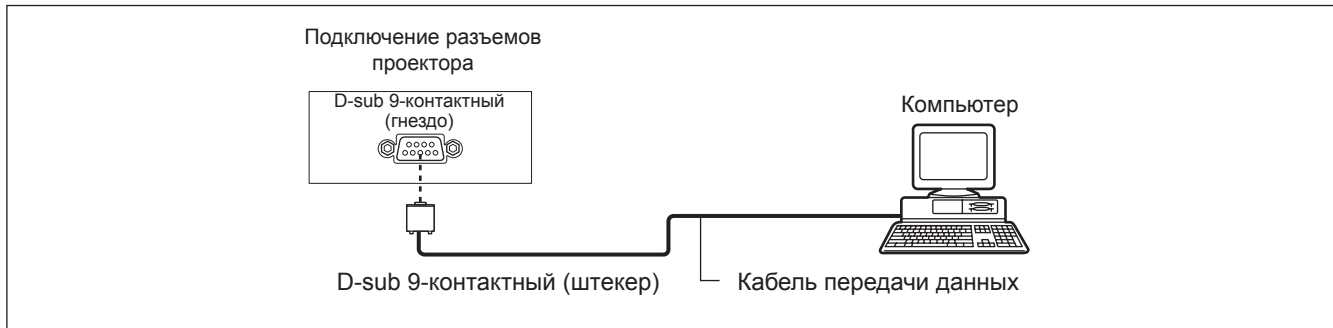 Подключение разъемов
проектора
D-sub 9-контактный
(гнездо)
Компьютер
D-sub 9-контактный (штекер)
Кабель передачи данных